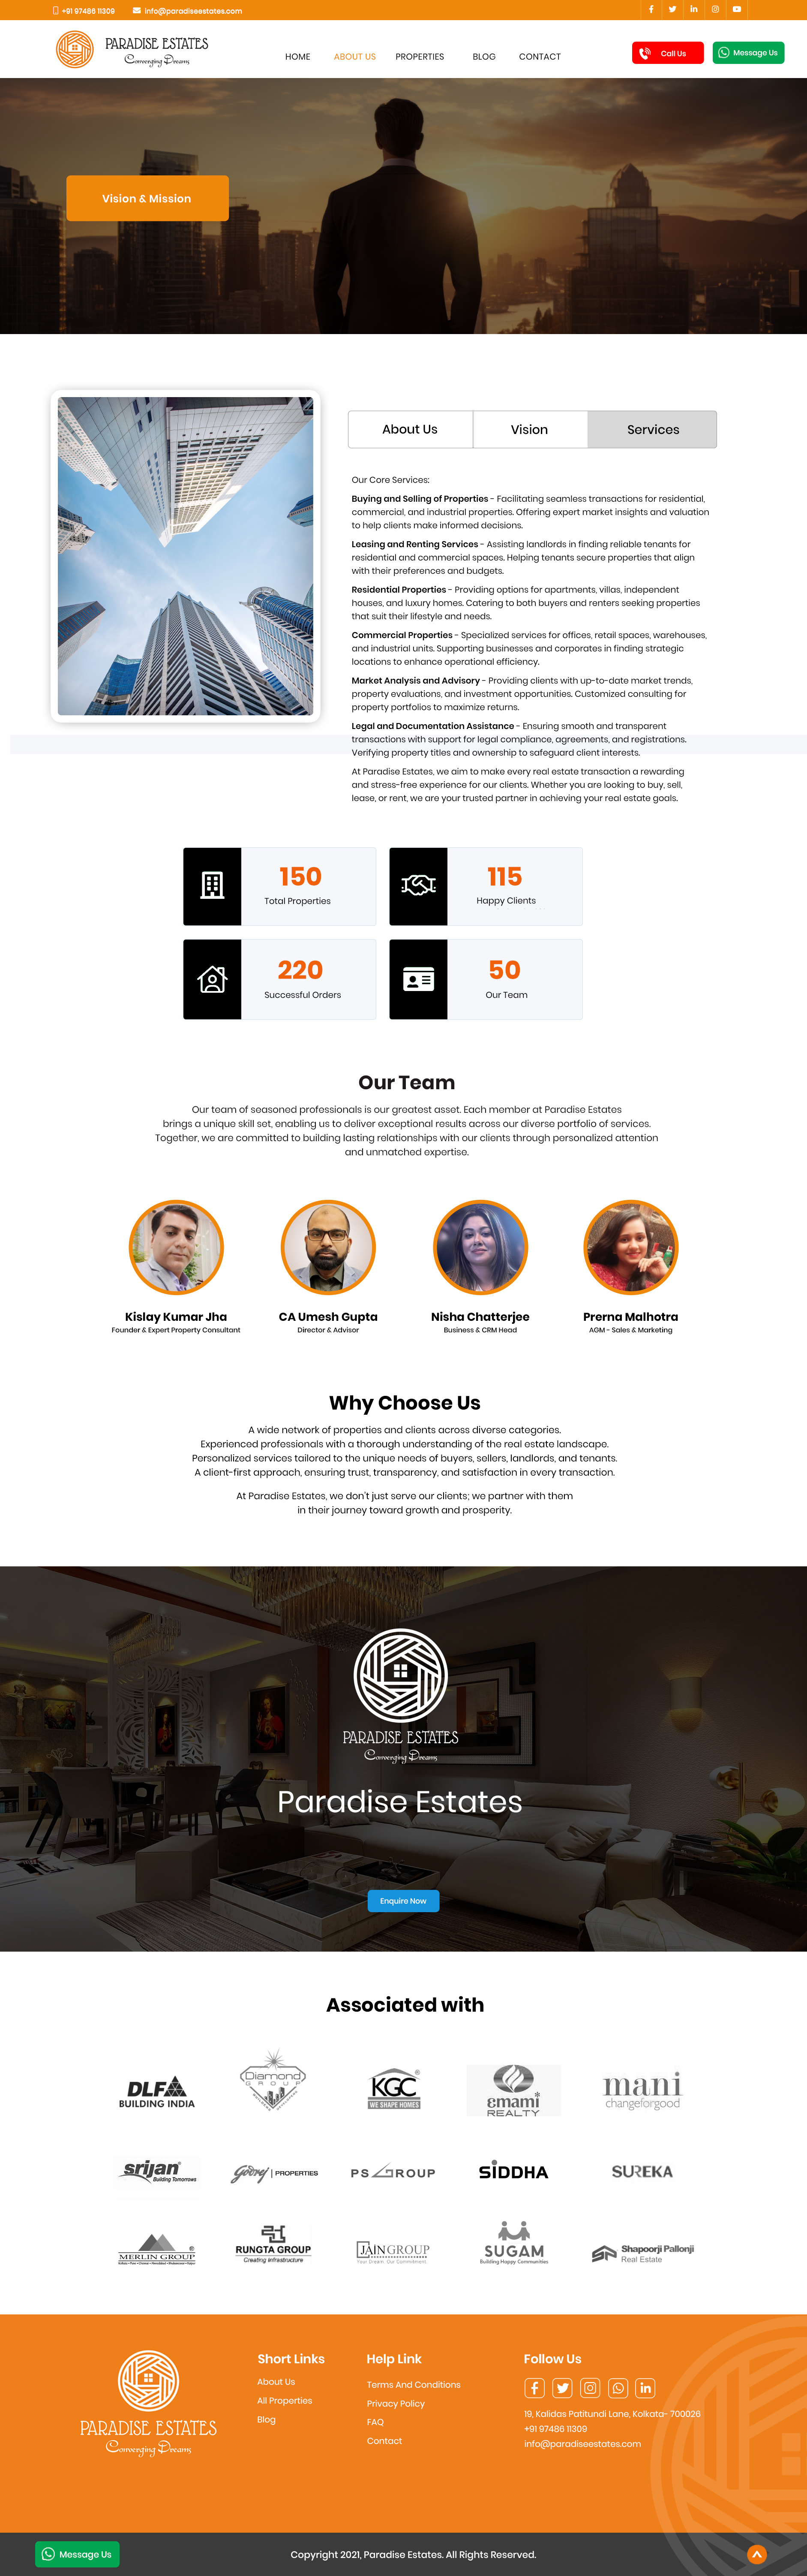 +91 97486 11309 info@paradiseestates.com
PARADISE ESTATES
Converging Dreams
HOME ABOUT US PROPERTIES BLOG CONTACT
Call Us
Message Us
Vision & Mission
About Us Vision Services
Our Core Services:
Buying and Selling of Properties - Facilitating seamless transactions for residential,
commercial, and industrial properties. Offering expert market insights and valuation
to help clients make informed decisions.
Leasing and Renting Services - Assisting landlords in finding reliable tenants for
residential and commercial spaces. Helping tenants secure properties that align
with their preferences and budgets.
Residential Properties - Providing options for apartments, villas, independent
houses, and luxury homes. Catering to both buyers and renters seeking properties
that suit their lifestyle and needs.
Commercial Properties - Specialized services for offices, retail spaces, warehouses,
and industrial units. Supporting businesses and corporates in finding strategic
locations to enhance operational efficiency.
Market Analysis and Advisory - Providing clients with up-to-date market trends,
property evaluations, and investment opportunities. Customized consulting for
property portfolios to maximize returns.
Legal and Documentation Assistance - Ensuring smooth and transparent
transactions with support for legal compliance, agreements, and registrations.
Verifying property titles and ownership to safeguard client interests.
At Paradise Estates, we aim to make every real estate transaction a rewarding
and stress-free experience for our clients. Whether you are looking to buy, sell,
lease, or rent, we are your trusted partner in achieving your real estate goals.
150
Total Properties
115
Happy Clients
220
Successful Orders
50
Our Team
Our Team
Our team of seasoned professionals is our greatest asset. Each member at Paradise Estates
brings a unique skill set, enabling us to deliver exceptional results across our diverse portfolio of services.
Together, we are committed to building lasting relationships with our clients through personalized attention
and unmatched expertise.
Kislay Kumar Jha
Founder & Expert Property Consultant
CA Umesh Gupta
Director & Advisor
Nisha Chatterjee
Business & CRM Head
Prerna Malhotra
AGM - Sales & Marketing
Why Choose Us
A wide network of properties and clients across diverse categories.
Experienced professionals with a thorough understanding of the real estate landscape.
Personalized services tailored to the unique needs of buyers, sellers, landlords, and tenants.
A client-first approach, ensuring trust, transparency, and satisfaction in every transaction.
At Paradise Estates, we don't just serve our clients; we partner with them
in their journey toward growth and prosperity.
PARADISE ESTATES
Converging Dreams
Paradise Estates
Enquire Now
Associated with
DLF
BUILDING INDIA
Diamond
GROUP
KGC
WE SHAPE HOMES
emami
REALTY
mani
changeforgood
srijan
Building Tomorrows
Godrej | PROPERTIES
PS GROUP
SIDDHA
SUREKA
MERLIN GROUP
RUNGTA GROUP
Creating Infrastructure
JAINGROUP
Your Dream. Our Commitment.
SUGAM
Building Happy Communities
Shapoorji Pallonji
Real Estate
PARADISE ESTATES
Converging Dreams
Short Links
About Us
All Properties
Blog
Help Link
Terms And Conditions
Privacy Policy
FAQ
Contact
Follow Us
19, Kalidas Patitundi Lane, Kolkata- 700026
+91 97486 11309
info@paradiseestates.com
Message Us
Copyright 2021, Paradise Estates. All Rights Reserved.